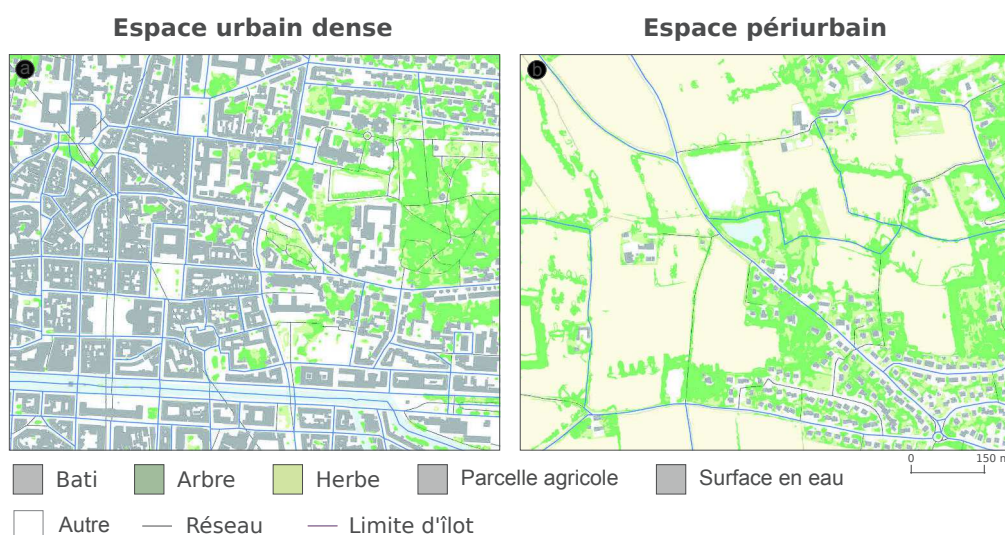 Espace urbain dense
Espace périurbain
a
b
Bati
Arbre
Herbe
Parcelle agricole
Surface en eau
0 150 m
Autre
Réseau
Limite d'îlot